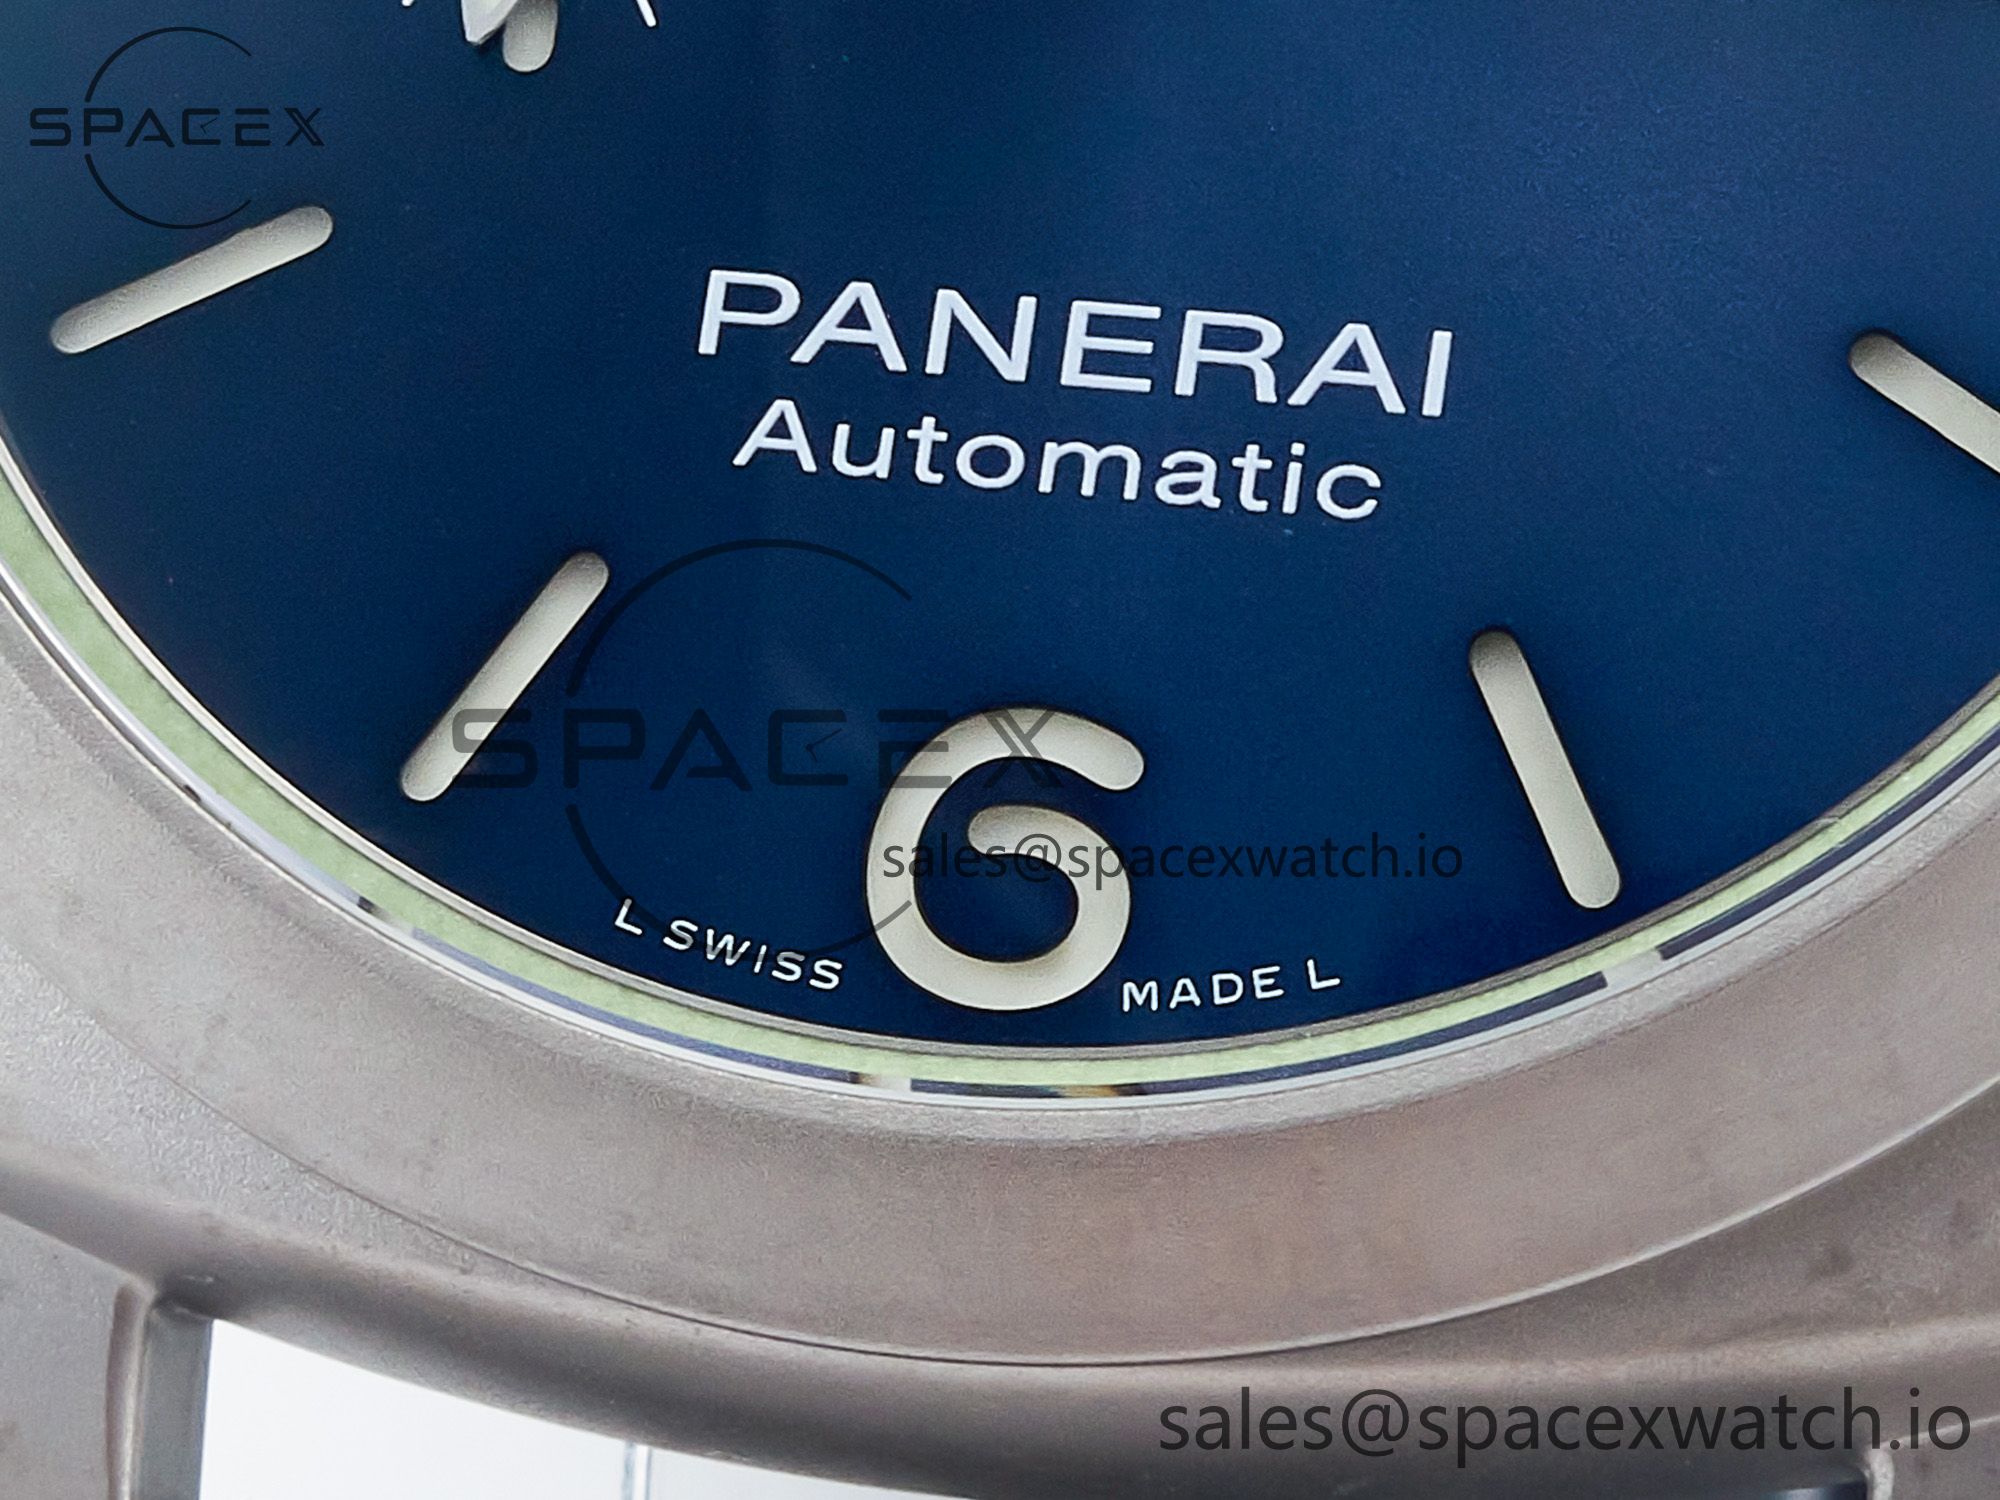 SPACEX
PANERAI
Automatic
SPACEX
6
sales@spacexwatch.io
L SWISS MADE L
sales@spacexwatch.io